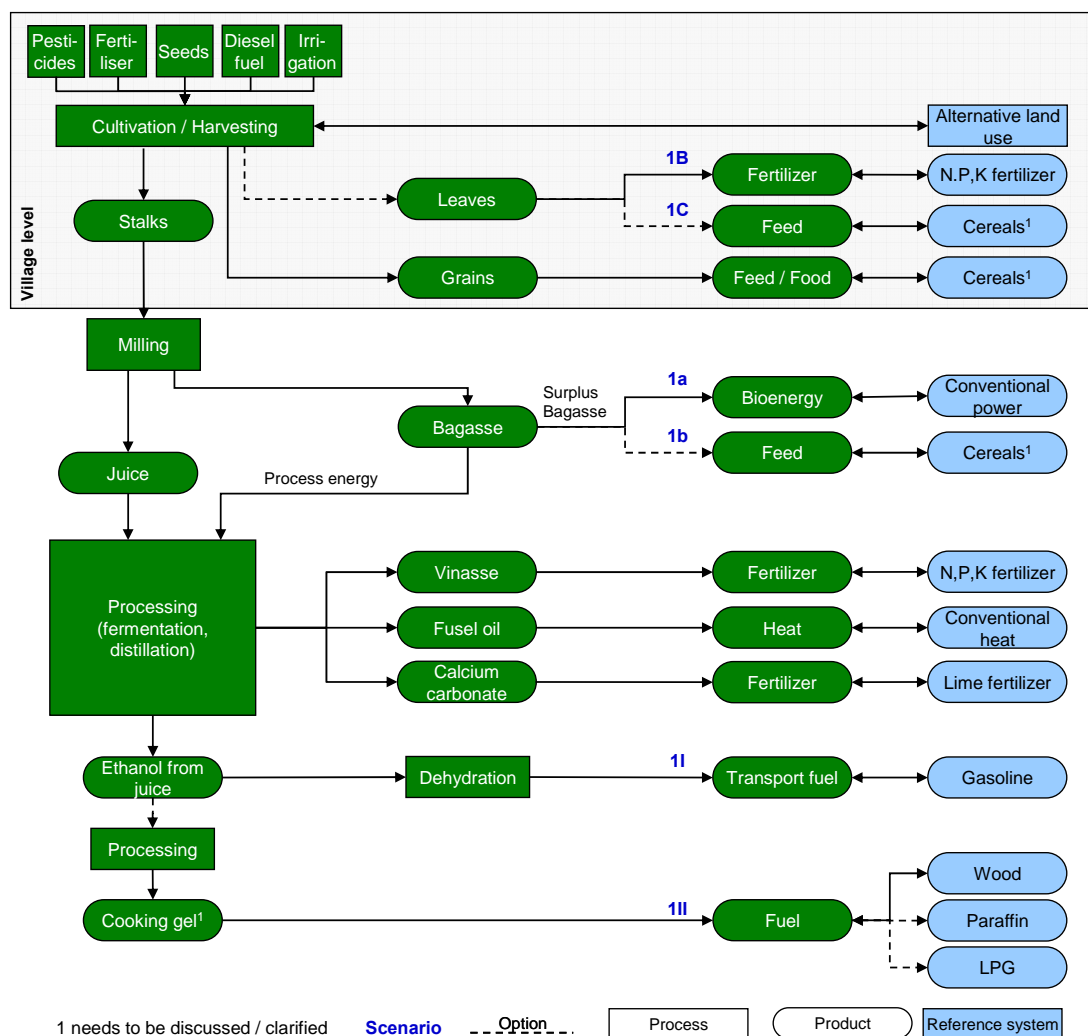 Pesti-
cides
Ferti-
liser
Seeds
Diesel
fuel
Irri-
gation
Cultivation / Harvesting
Alternative land
use
1B
Leaves
Fertilizer
N.P,K fertilizer
Stalks
1C
Feed
Cereals¹
Village level
Grains
Feed / Food
Cereals¹
Milling
Surplus
Bagasse
1a
Bioenergy
Conventional
power
Bagasse
1b
Feed
Cereals¹
Juice
Process energy
Processing
(fermentation,
distillation)
Vinasse
Fertilizer
N,P,K fertilizer
Fusel oil
Heat
Conventional
heat
Calcium
carbonate
Fertilizer
Lime fertilizer
Ethanol from
juice
Dehydration
1I
Transport fuel
Gasoline
Processing
Wood
Cooking gel¹
1II
Fuel
Paraffin
LPG
1 needs to be discussed / clarified
Scenario
Option
Process
Product
Reference system